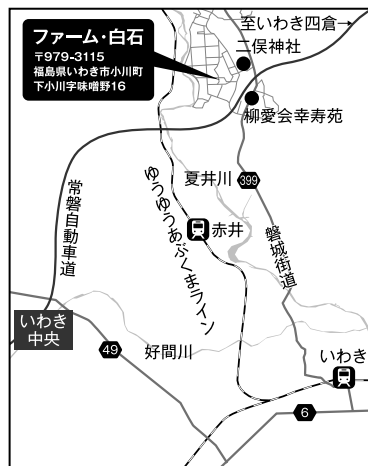 至いわき四倉→
ファーム・白石
〒979-3115
福島県いわき市小川町
下小川字味噌野16
二俣神社
柳愛会幸寿苑
夏井川
399
常磐自動車道
ゆうゆうあぶくまライン
赤井
磐城街道
いわき
中央
49
好間川
いわき
6